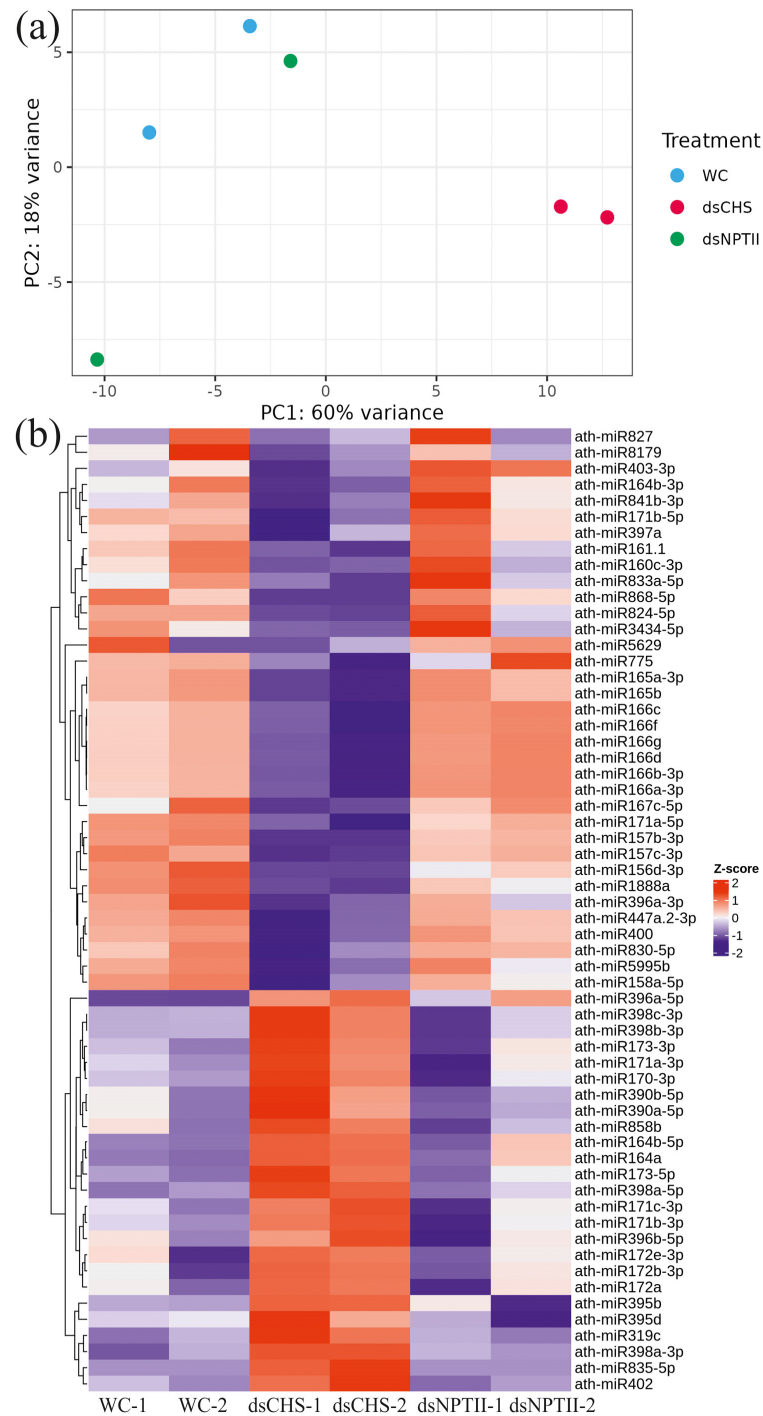 (a)
5
0
-5
PC2: 18% variance
-10
-5
0
5
10
PC1: 60% variance
Treatment
WC
dsCHS
dsNPTII
(b)
ath-miR827
ath-miR8179
ath-miR403-3p
ath-miR164b-3p
ath-miR841b-3p
ath-miR171b-5p
ath-miR397a
ath-miR161.1
ath-miR160c-3p
ath-miR833a-5p
ath-miR868-5p
ath-miR824-5p
ath-miR3434-5p
ath-miR5629
ath-miR775
ath-miR165a-3p
ath-miR165b
ath-miR166c
ath-miR166f
ath-miR166g
ath-miR166d
ath-miR166b-3p
ath-miR166a-3p
ath-miR167c-5p
ath-miR171a-5p
ath-miR157b-3p
ath-miR157c-3p
ath-miR156d-3p
ath-miR1888a
ath-miR396a-3p
ath-miR447a.2-3p
ath-miR400
ath-miR830-5p
ath-miR5995b
ath-miR158a-5p
ath-miR396a-5p
ath-miR398c-3p
ath-miR398b-3p
ath-miR173-3p
ath-miR171a-3p
ath-miR170-3p
ath-miR390b-5p
ath-miR390a-5p
ath-miR858b
ath-miR164b-5p
ath-miR164a
ath-miR173-5p
ath-miR398a-5p
ath-miR171c-3p
ath-miR171b-3p
ath-miR396b-5p
ath-miR172e-3p
ath-miR172b-3p
ath-miR172a
ath-miR395b
ath-miR395d
ath-miR319c
ath-miR398a-3p
ath-miR835-5p
ath-miR402
Z-score
2
1
0
-1
-2
WC-1 WC-2 dsCHS-1 dsCHS-2 dsNPTII-1 dsNPTII-2